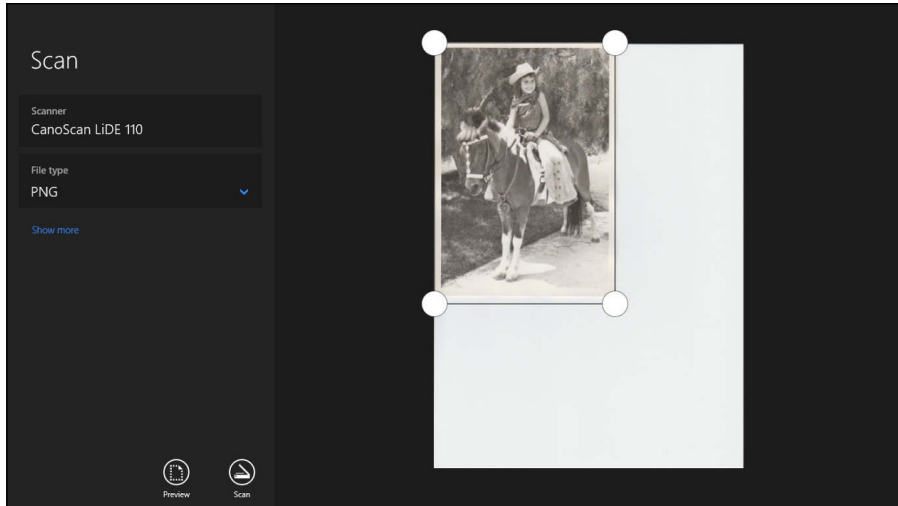 Scan
Scanner
CanoScan LiDE 110
File type
PNG
Show more
Preview
Scan